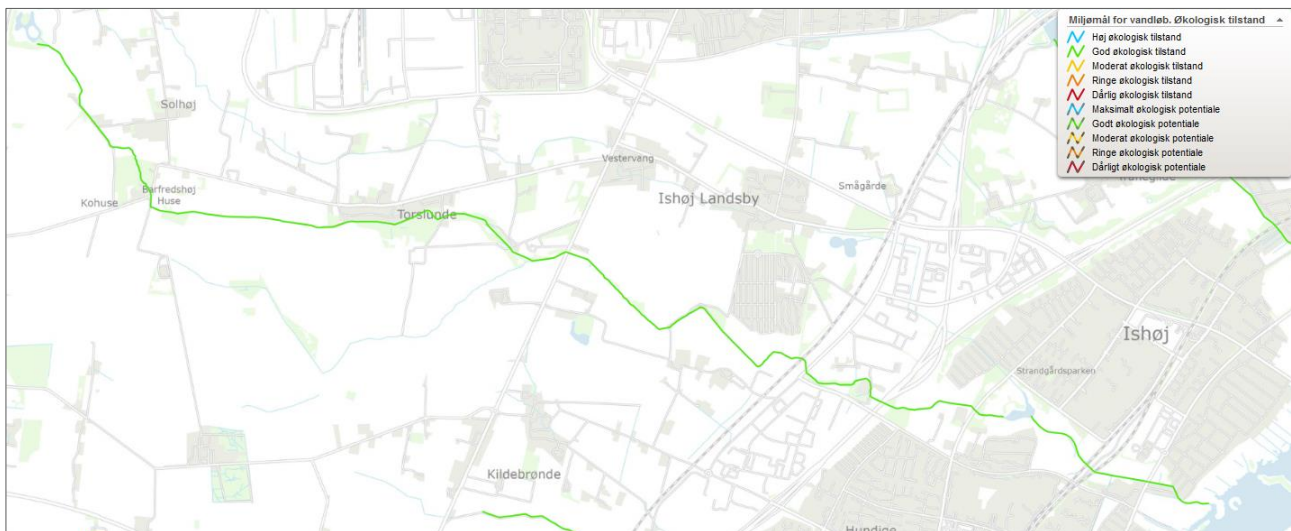 Miljømål for vandløb. Økologisk tilstand
Høj økologisk tilstand
God økologisk tilstand
Moderat økologisk tilstand
Ringe økologisk tilstand
Dårlig økologisk tilstand
Maksimalt økologisk potentiale
Godt økologisk potentiale
Moderat økologisk potentiale
Ringe økologisk potentiale
Dårligt økologisk potentiale
Solhøj
Vestervang
Barfredshøj
Huse
Kohuse
Smågårde
Ishøj Landsby
Torslunde
Ishøj
Strandgårdsparken
Kildebrønde
Hundige